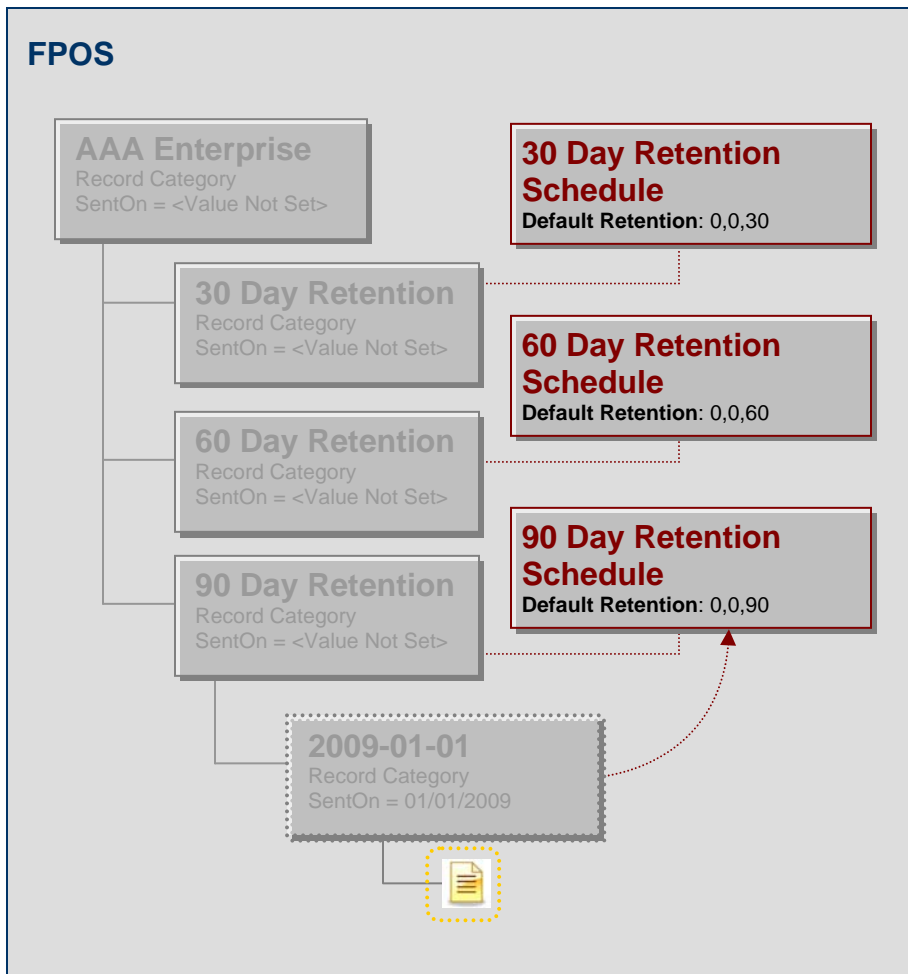 FPOS
AAA Enterprise
Record Category
SentOn = <Value Not Set>
30 Day Retention
Schedule
Default Retention: 0,0,30
30 Day Retention
Record Category
SentOn = <Value Not Set>
60 Day Retention
Schedule
Default Retention: 0,0,60
60 Day Retention
Record Category
SentOn = <Value Not Set>
90 Day Retention
Schedule
Default Retention: 0,0,90
90 Day Retention
Record Category
SentOn = <Value Not Set>
2009-01-01
Record Category
SentOn = 01/01/2009